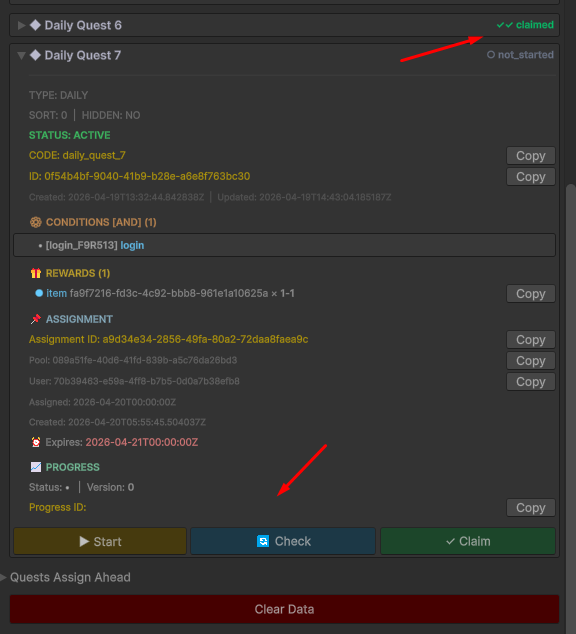 Daily Quest 6 ✓✓ claimed
Daily Quest 7 not_started
TYPE: DAILY
SORT: 0 | HIDDEN: NO
STATUS: ACTIVE
CODE: daily_quest_7 Copy
ID: 0f54b4bf-9040-41b9-b28e-a6e8f763bc30 Copy
Created: 2026-04-19T13:32:44.842838Z | Updated: 2026-04-19T14:43:04.165187Z
CONDITIONS [AND] (1)
• [login_F9R513] login
REWARDS (1)
Item fa9f7216-fd3c-4c92-bbb8-961e1a10625a × 1-1 Copy
ASSIGNMENT
Assignment ID: a9d34e34-2856-49fa-80a2-72daa8faea9c Copy
Pool: 089a51fe-40d6-41fd-839b-a5c76da26bd3 Copy
User: 70b39463-e59a-4ff8-b7b5-0d0a7b38efb8 Copy
Assigned: 2026-04-20T00:00:00Z
Created: 2026-04-20T05:55:45.504037Z
Expires: 2026-04-21T00:00:00Z
PROGRESS
Status: • | Version: 0
Progress ID: Copy
Start Check ✓ Claim
Quests Assign Ahead
Clear Data